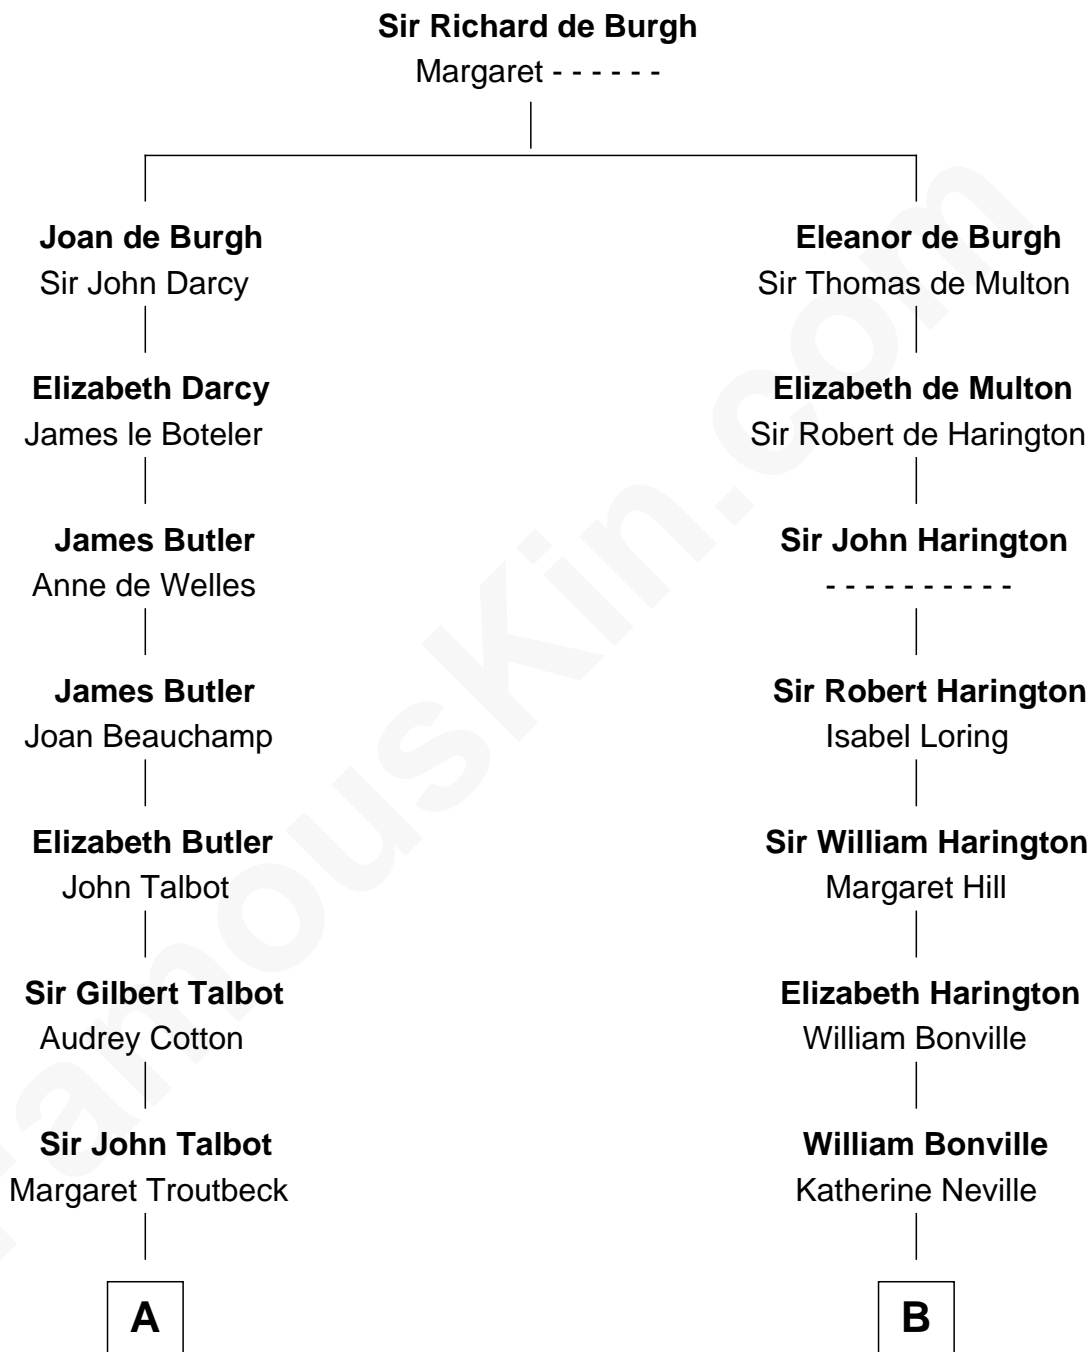 Sir Richard de Burgh
Margaret - - - - - -
Joan de Burgh
Sir John Darcy
Eleanor de Burgh
Sir Thomas de Multon
Elizabeth Darcy
James le Boteler
Elizabeth de Multon
Sir Robert de Harington
James Butler
Anne de Welles
Sir John Harington
- - - - - - - - - -
James Butler
Joan Beauchamp
Sir Robert Harington
Isabel Loring
Elizabeth Butler
John Talbot
Sir William Harington
Margaret Hill
Sir Gilbert Talbot
Audrey Cotton
Elizabeth Harington
William Bonville
Sir John Talbot
Margaret Troutbeck
William Bonville
Katherine Neville
A
B
FamousKin.com